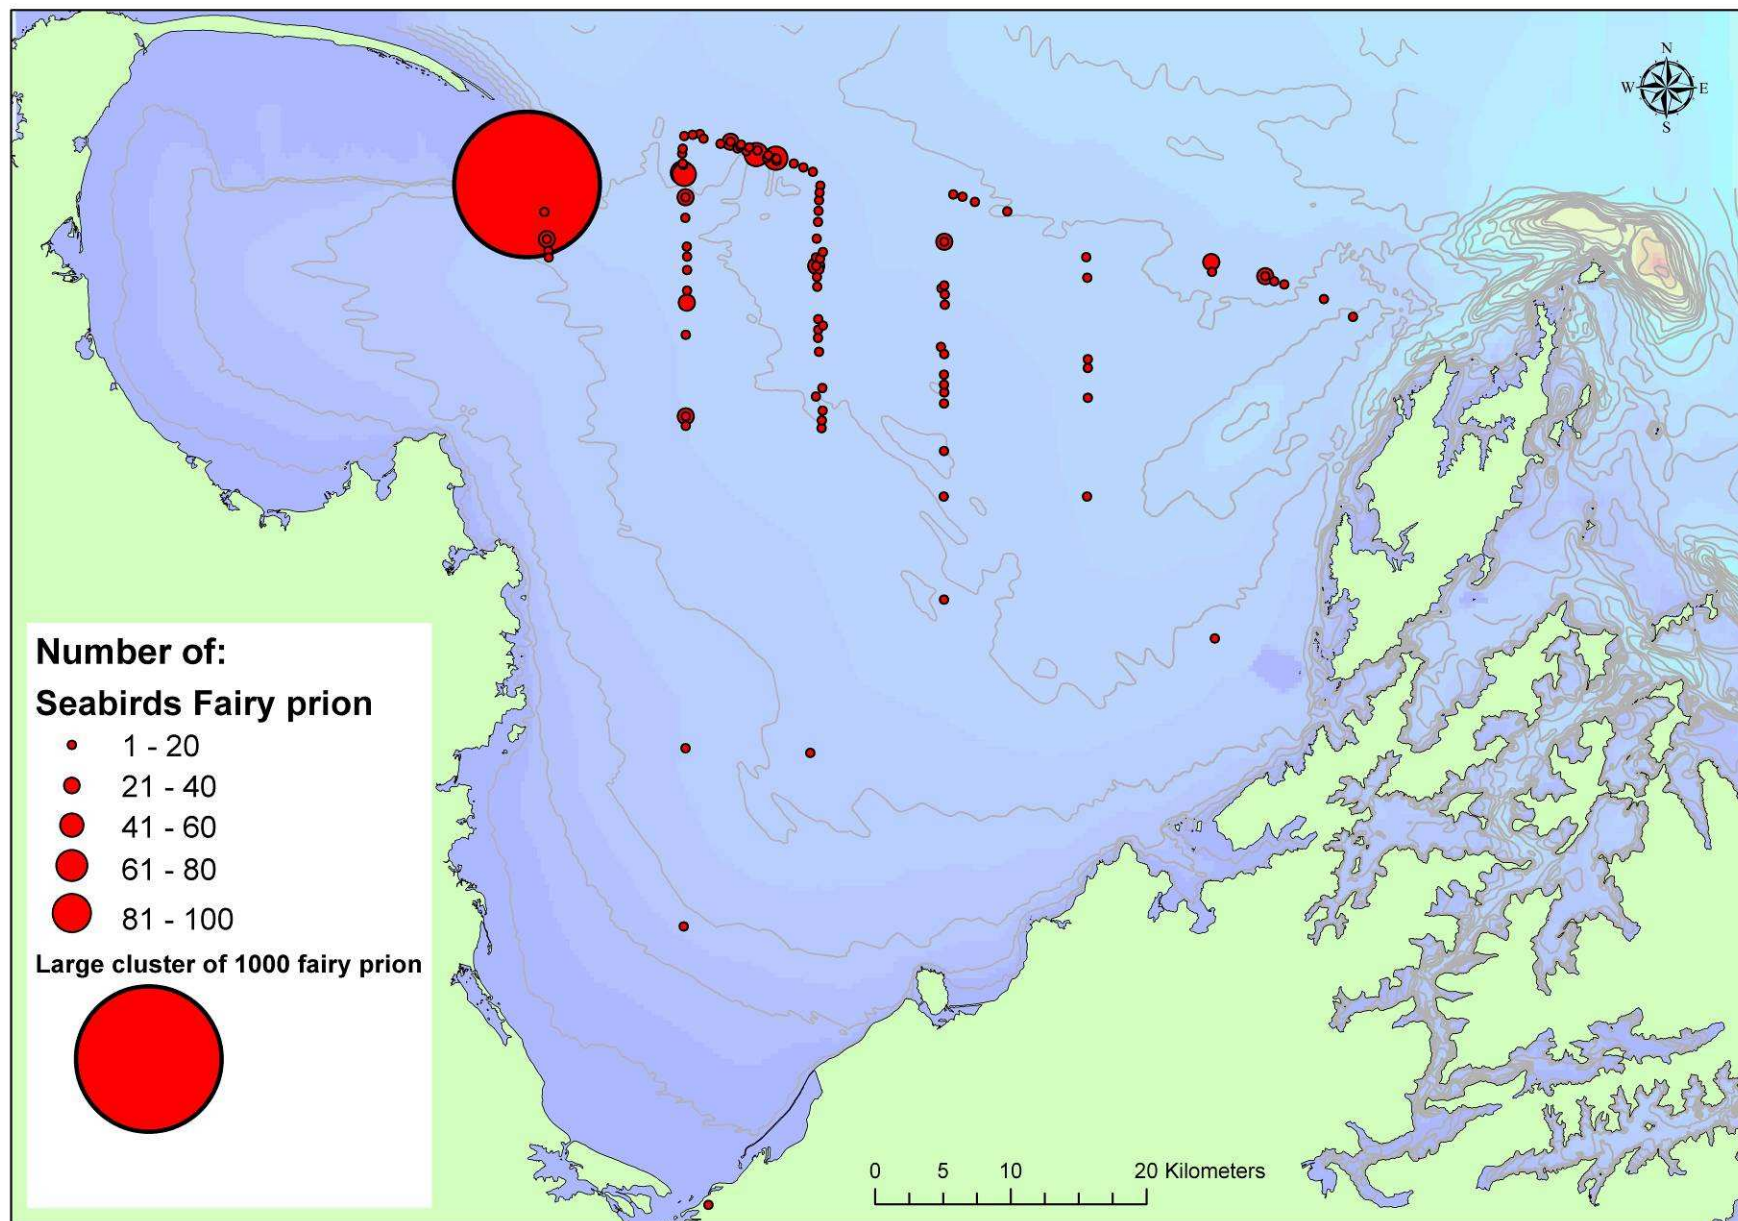 N
W E
S
Number of:
Seabirds Fairy prion
1 - 20
21 - 40
41 - 60
61 - 80
81 - 100
Large cluster of 1000 fairy prion
0 5 10 20 Kilometers